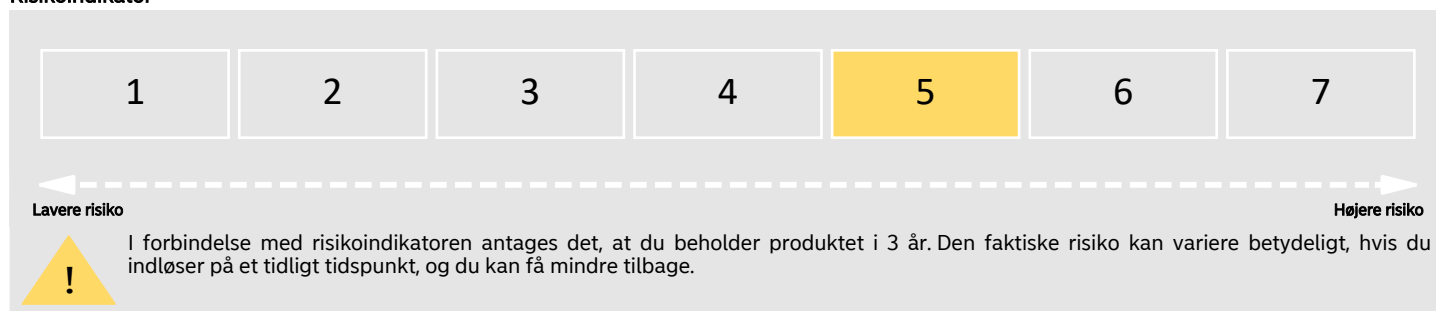 Risikoindikator
1 2 3 4 5 6 7
Lavere risiko Højere risiko
I forbindelse med risikoindikatoren antages det, at du beholder produktet i 3 år. Den faktiske risiko kan variere betydeligt, hvis du
! indløser på et tidligt tidspunkt, og du kan få mindre tilbage.